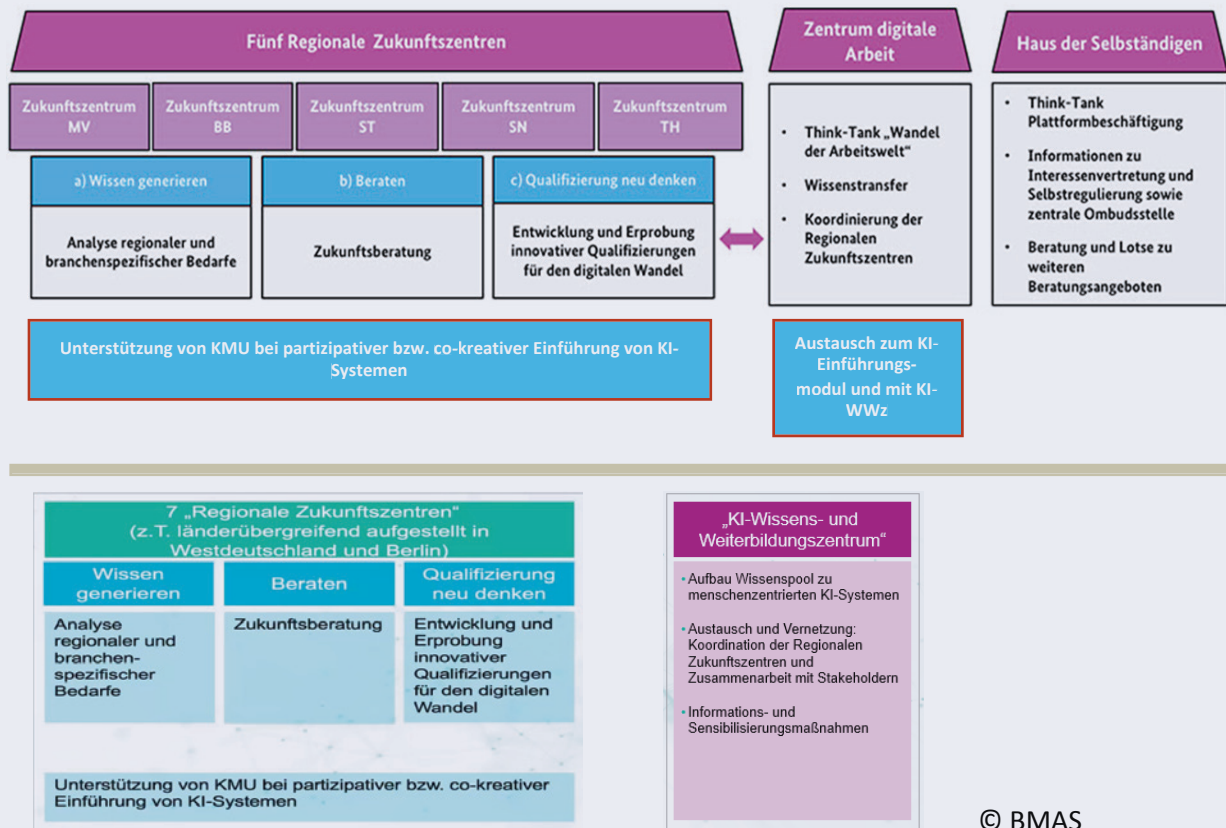 Fünf Regionale Zukunftszentren
Zukunftszentrum
MV
Zukunftszentrum
BB
Zukunftszentrum
ST
Zukunftszentrum
SN
Zukunftszentrum
TH
a) Wissen generieren
b) Beraten
c) Qualifizierung neu denken
Analyse regionaler und
branchenspezifischer Bedarfe
Zukunftsberatung
Entwicklung und Erprobung
innovativer Qualifizierungen
für den digitalen Wandel
Unterstützung von KMU bei partizipativer bzw. co-kreativer Einführung von KI-
Systemen
Zentrum digitale
Arbeit
• Think-Tank „Wandel
der Arbeitswelt“
• Wissenstransfer
• Koordinierung der
Regionalen
Zukunftszentren
Austausch zum KI-
Einführungs-
modul und mit KI-
WWz
Haus der Selbständigen
• Think-Tank
Plattformbeschäftigung
• Informationen zu
Interessenvertretung und
Selbstregulierung sowie
zentrale Ombudsstelle
• Beratung und Lotse zu
weiteren
Beratungsangeboten
7 „Regionale Zukunftszentren“
(z.T. länderübergreifend aufgestellt in
Westdeutschland und Berlin)
Wissen
generieren
Beraten
Qualifizierung
neu denken
Analyse
regionaler und
branchen-
spezifischer
Bedarfe
Zukunftsberatung
Entwicklung und
Erprobung
innovativer
Qualifizierungen
für den digitalen
Wandel
Unterstützung von KMU bei partizipativer bzw. co-kreativer
Einführung von KI-Systemen
„KI-Wissens- und
Weiterbildungszentrum“
• Aufbau Wissenspool zu
menschenzentrierten KI-Systemen
• Austausch und Vernetzung:
Koordination der Regionalen
Zukunftszentren und
Zusammenarbeit mit Stakeholdern
• Informations- und
Sensibilisierungsmaßnahmen
© BMAS